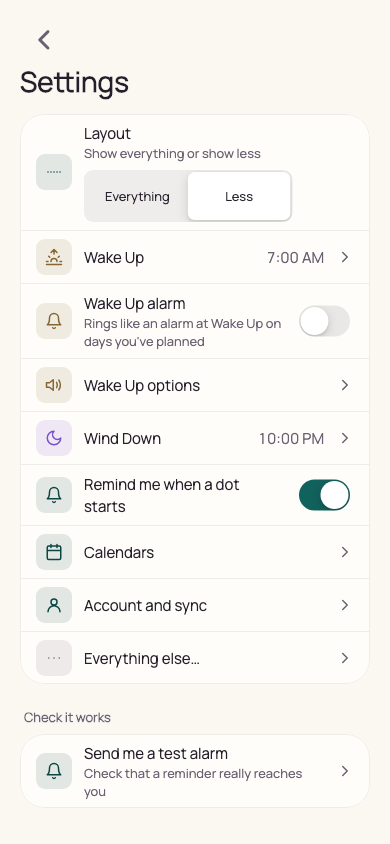 Settings
Layout
Show everything or show less
Everything
Less
Wake Up
7:00 AM
Wake Up alarm
Rings like an alarm at Wake Up on
days you've planned
Wake Up options
Wind Down
10:00 PM
Remind me when a dot
starts
Calendars
Account and sync
Everything else...
Check it works
Send me a test alarm
Check that a reminder really reaches
you